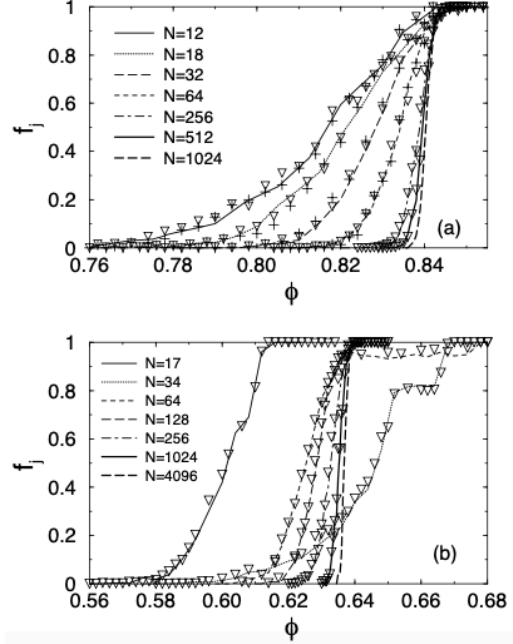 1
0.8
0.6
0.4
0.2
0
f_j
N=12
N=18
N=32
N=64
N=256
N=512
N=1024
(a)
0.76 0.78 0.80 0.82 0.84
ϕ
1
0.8
0.6
0.4
0.2
0
f_j
N=17
N=34
N=64
N=128
N=256
N=1024
N=4096
(b)
0.56 0.58 0.60 0.62 0.64 0.66 0.68
ϕ